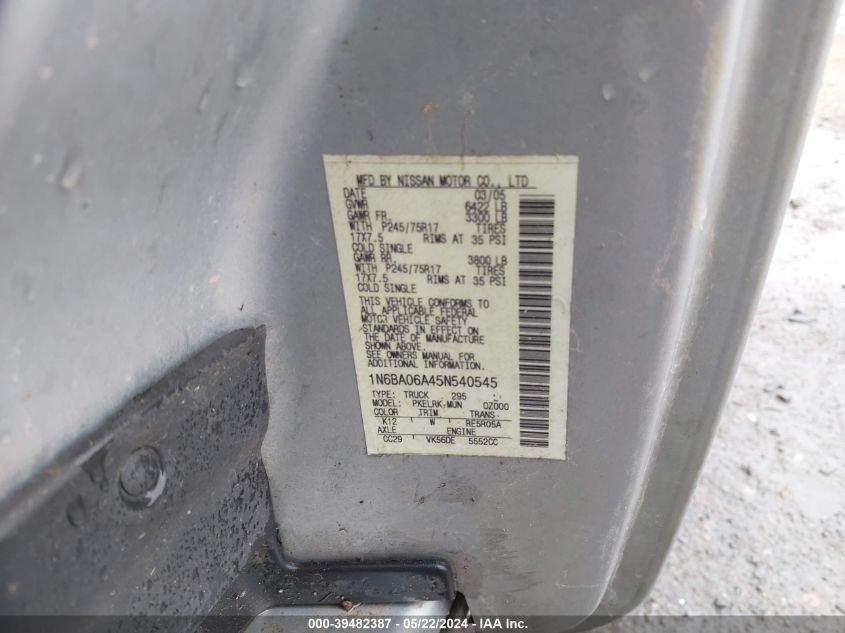 MFD BY NISSAN MOTOR CO., LTD
DATE 03/05
GVWR 6422 LB
GAWR FR. 3300 LB
WITH P245/75R17 TIRES
17X7.5 RIMS AT 35 PSI
COLD SINGLE
GAWR RR. 3800 LB
WITH P245/75R17 TIRES
17X7.5 RIMS AT 35 PSI
COLD SINGLE
THIS VEHICLE CONFORMS TO
ALL APPLICABLE FEDERAL
MOTOR VEHICLE SAFETY
STANDARDS IN EFFECT ON
THE DATE OF MANUFACTURE
SHOWN ABOVE.
SEE OWNERS MANUAL FOR
ADDITIONAL INFORMATION.
1N6BA06A45N540545
TYPE: TRUCK 295
MODEL: PKELRK,MUN 0Z000
COLOR TRIM TRANS
K12 W RE5R05A
AXLE ENGINE
CC29 VK56DE 5552CC
000-39482387 - 05/22/2024 - IAAI.com